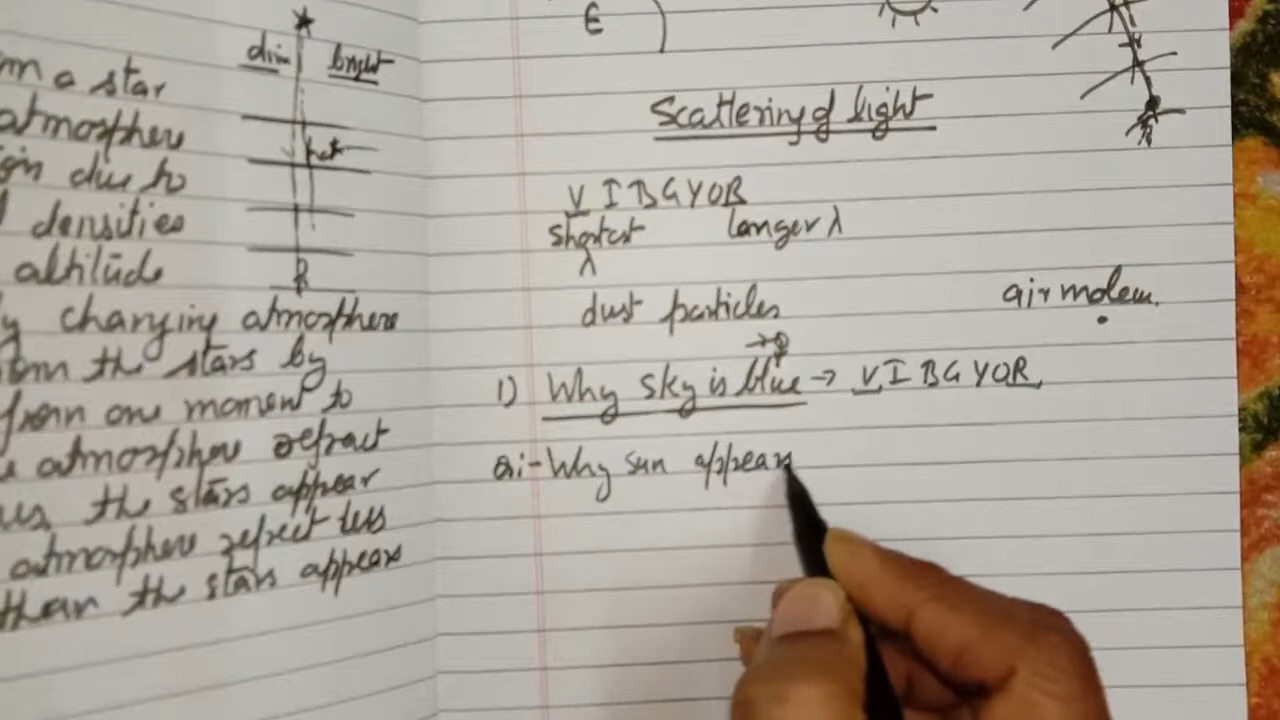 dim bright
m a star
atmosphere
gin due to
densities
altitude
y changing atmosphere
om the stars by
from one moment to
atmosphere refract
us the stars appear
atmosphere refract less
than the stars appears
E
Scattering of light
VIBGYOR
shortest longer λ
λ
dust particles
air molecu.
1) Why sky is blue → VIBGYOR,
Why sun appears